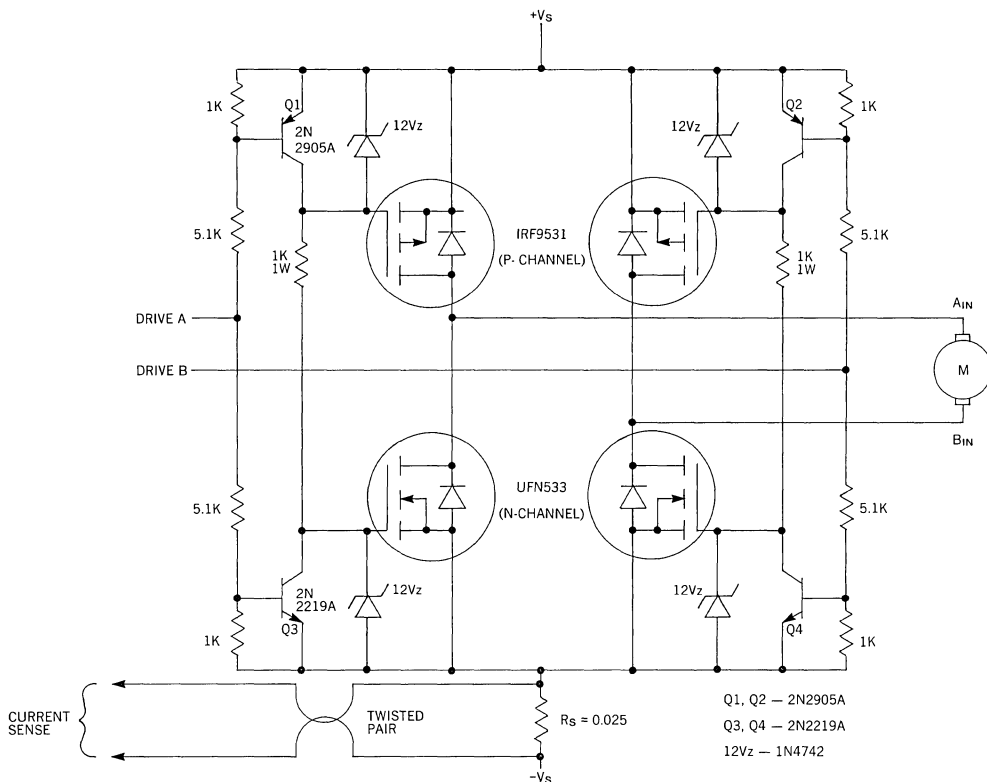 +VS
1K
Q1
2N
2905A
12Vz
12Vz
Q2
1K
5.1K
1K
1W
IRF9531
(P- CHANNEL)
1K
1W
5.1K
DRIVE A
AIN
DRIVE B
M
BIN
5.1K
UFN533
(N-CHANNEL)
5.1K
2N
2219A
12Vz
12Vz
1K
Q3
Q4
1K
CURRENT
SENSE
TWISTED
PAIR
RS = 0.025
−VS
Q1, Q2 — 2N2905A
Q3, Q4 — 2N2219A
12Vz — 1N4742